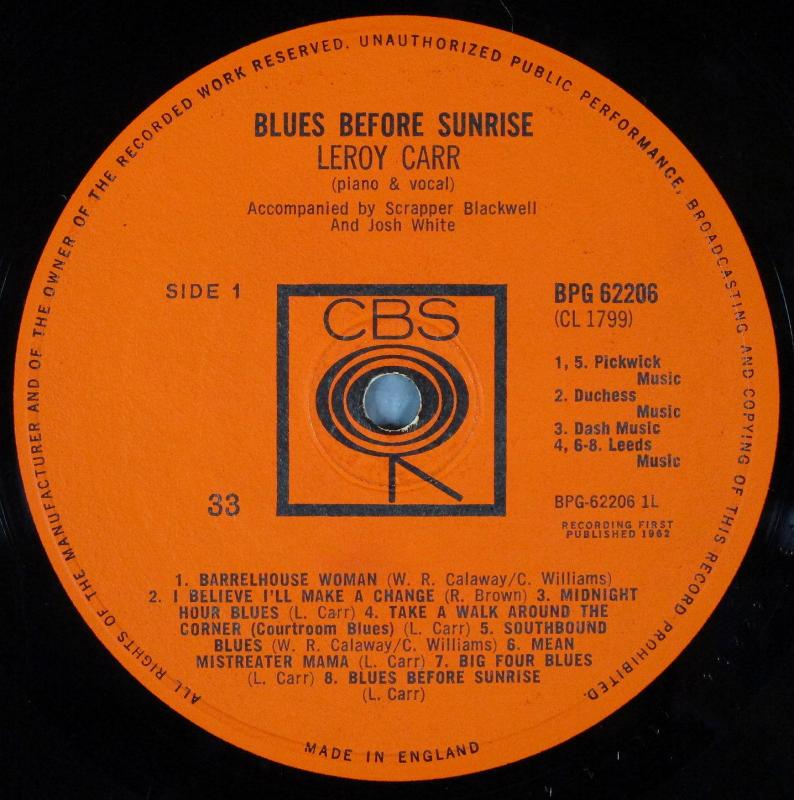 ALL RIGHTS OF THE MANUFACTURER AND OF THE OWNER OF THE RECORDED WORK RESERVED. UNAUTHORIZED PUBLIC PERFORMANCE, BROADCASTING AND COPYING OF THIS RECORD PROHIBITED.
BLUES BEFORE SUNRISE
LEROY CARR
(piano & vocal)
Accompanied by Scrapper Blackwell
And Josh White
SIDE 1
CBS
BPG 62206
(CL 1799)
1, 5. Pickwick
Music
2. Duchess
Music
3. Dash Music
4, 6-8. Leeds
Music
33
BPG-62206 1L
RECORDING FIRST
PUBLISHED 1962
1. BARRELHOUSE WOMAN (W. R. Calaway/C. Williams)
2. I BELIEVE I'LL MAKE A CHANGE (R. Brown) 3. MIDNIGHT
HOUR BLUES (L. Carr) 4. TAKE A WALK AROUND THE
CORNER (Courtroom Blues) (L. Carr) 5. SOUTHBOUND
BLUES (W. R. Calaway/C. Williams) 6. MEAN
MISTREATER MAMA (L. Carr) 7. BIG FOUR BLUES
(L. Carr) 8. BLUES BEFORE SUNRISE
(L. Carr)
MADE IN ENGLAND